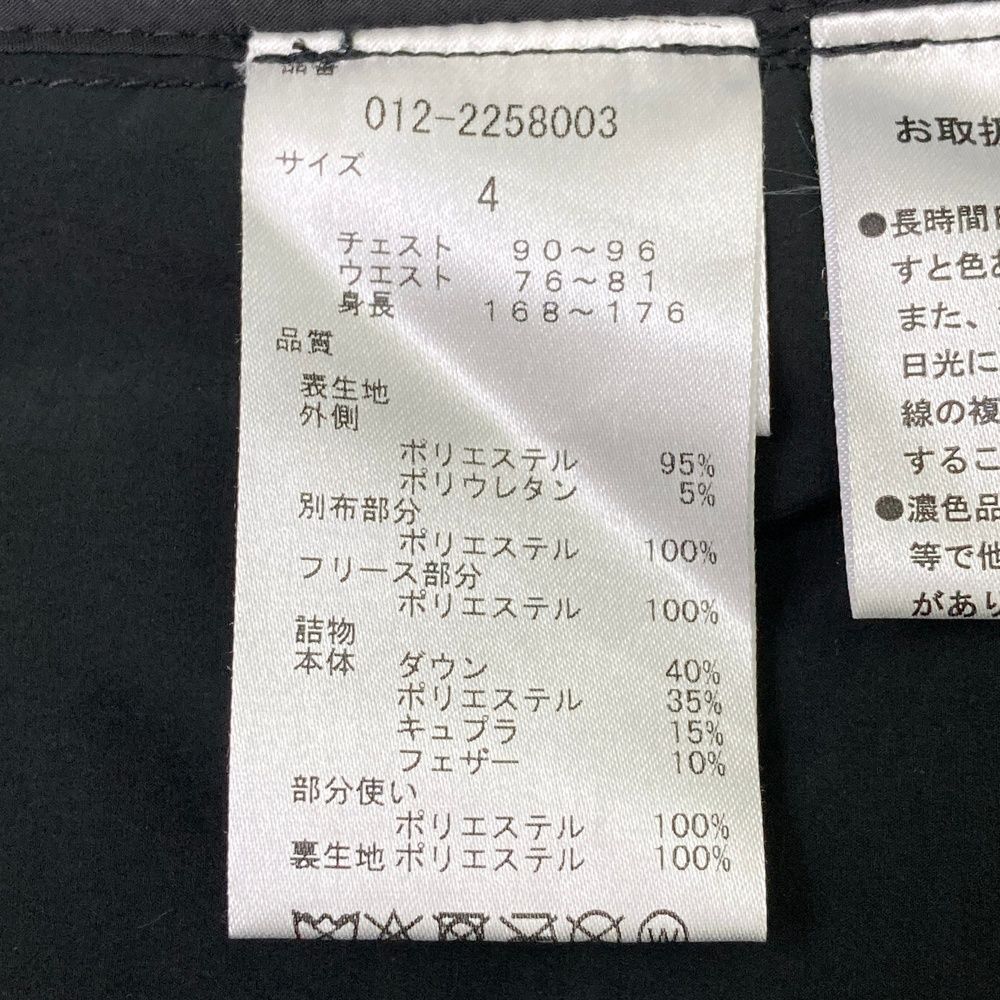 品番
012-2258003
サイズ
4
チェスト 90～96
ウエスト 76～81
身長 168～176
品質
表生地
外側
ポリエステル 95%
ポリウレタン 5%
別布部分
ポリエステル 100%
フリース部分
ポリエステル 100%
詰物
本体 ダウン 40%
ポリエステル 35%
キュプラ 15%
フェザー 10%
部分使い
ポリエステル 100%
裏生地 ポリエステル 100%
W
お取扱
●長時間
すと色あ
また、
日光に
線の複
するこ
●濃色品
等で他
があり